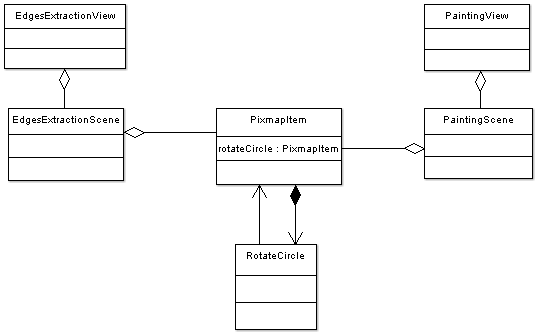 EdgesExtractionView
PaintingView
EdgesExtractionScene
PixmapItem
PaintingScene
rotateCircle : PixmapItem
RotateCircle